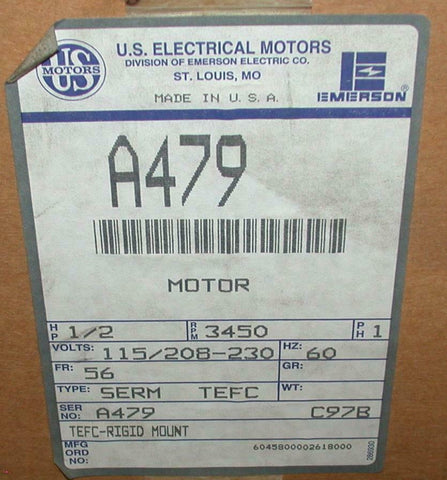 U.S. ELECTRICAL MOTORS
DIVISION OF EMERSON ELECTRIC CO.
ST. LOUIS, MO
MADE IN U.S.A.
US
MOTORS
EMERSON®
A479
MOTOR
HP 1/2 RPM 3450 PH 1
VOLTS: 115/208-230 HZ: 60
FR: 56 GR:
TYPE: SERM TEFC WT:
SER NO: A479 C97B
TEFC-RIGID MOUNT
MFG ORD NO: 6045800002618000
286930